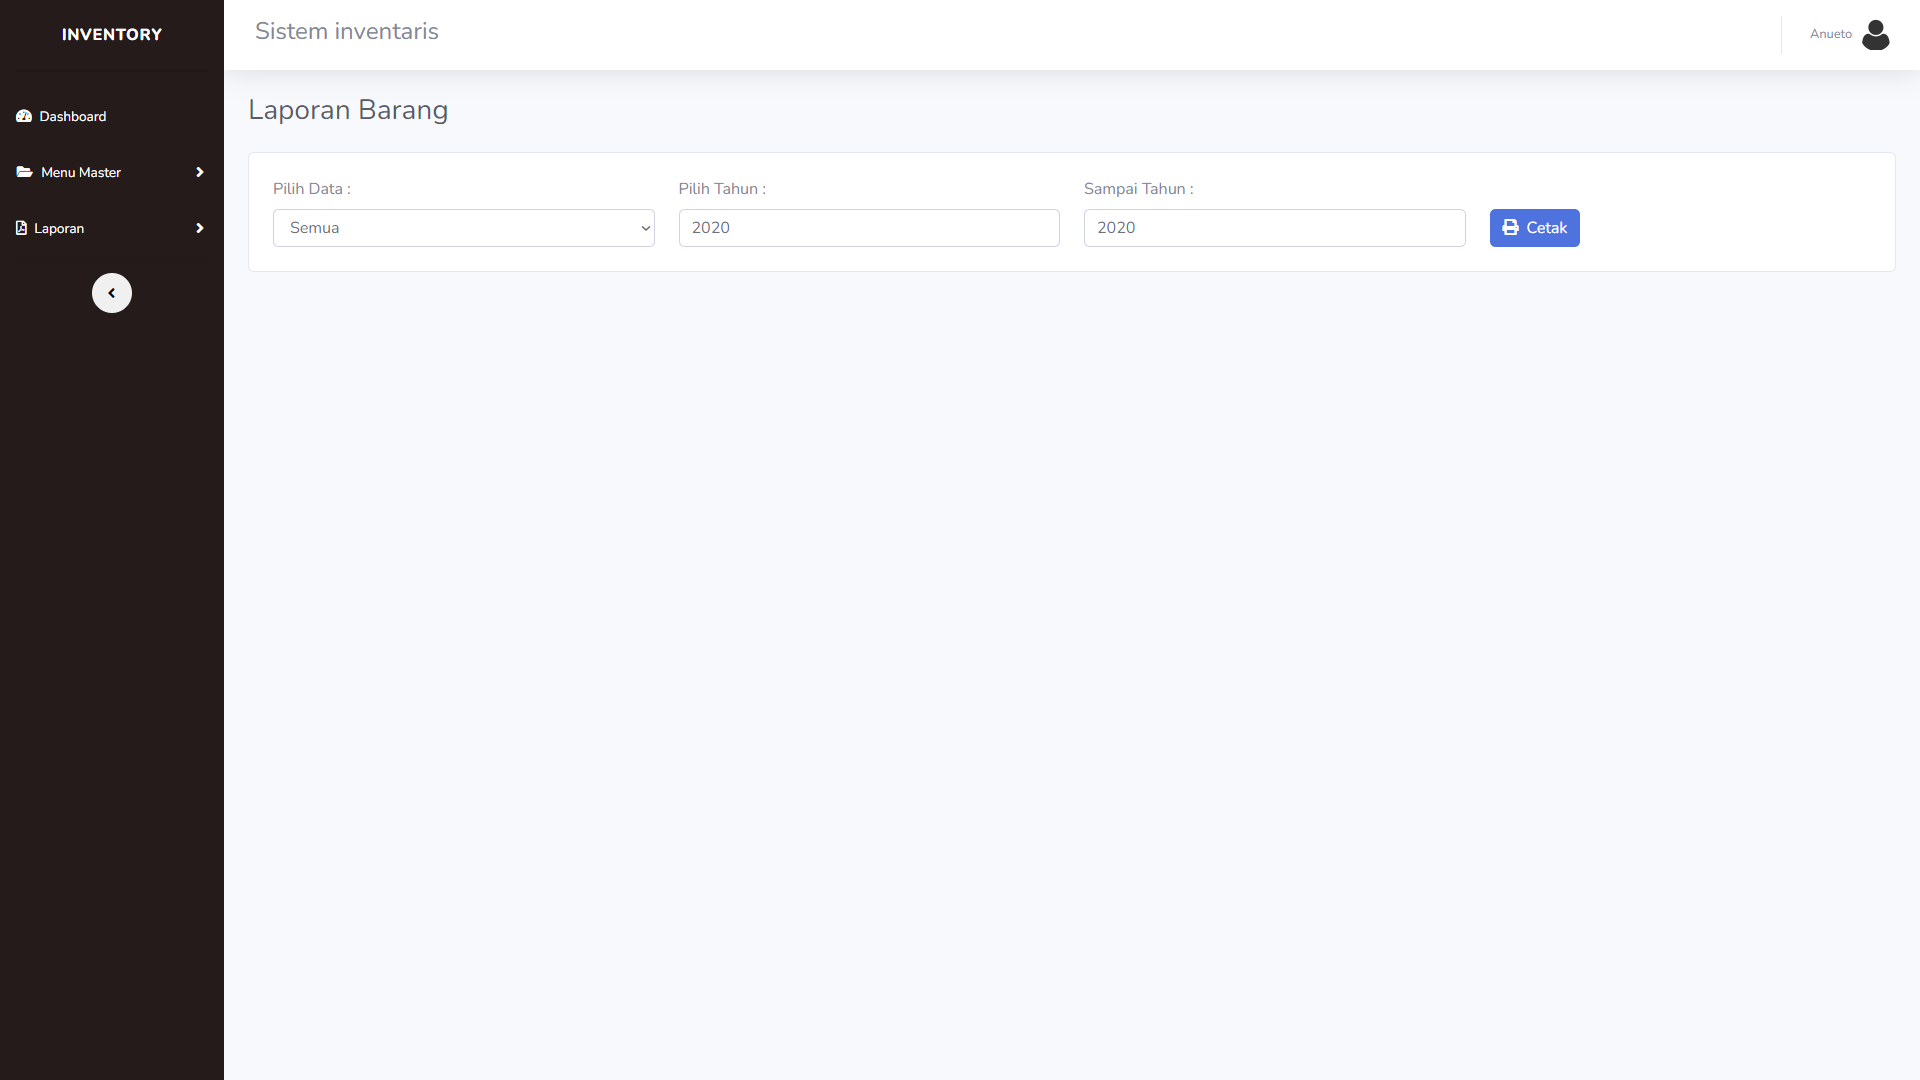 INVENTORY
Sistem inventaris
Anueto
Dashboard
Menu Master
Laporan
Laporan Barang
Pilih Data :
Pilih Tahun :
Sampai Tahun :
Semua
2020
2020
Cetak